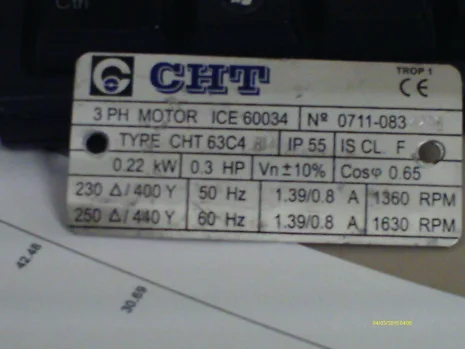 Ctrl
CHT
TROP 1
CE
3 PH MOTOR ICE 60034 Nº 0711-083
TYPE CHT 63C4 IP 55 IS CL. F
0.22 kW 0.3 HP Vn±10% Cosφ 0.65
230 Δ/400 Y 50 Hz 1.39/0.8 A 1360 RPM
250 Δ/440 Y 60 Hz 1.39/0.8 A 1630 RPM
42.48
30.69